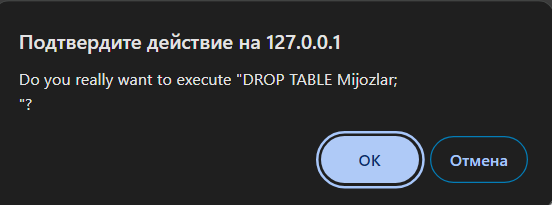 Подтвердите действие на 127.0.0.1
Do you really want to execute "DROP TABLE Mijozlar;
"?
OK
Отмена